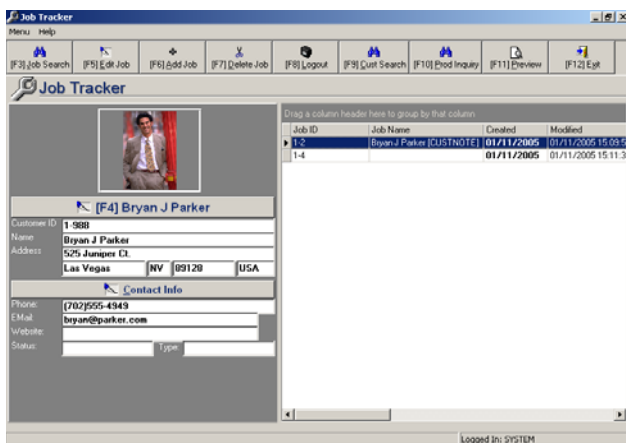 Job Tracker
Menu Help
[F3] Job Search [F5] Edit Job [F6] Add Job [F7] Delete Job [F8] Logout [F9] Cust Search [F10] Prod Inquiry [F11] Preview [F12] Exit
Job Tracker
Drag a column header here to group by that column
Job ID Job Name Created Modified
1-2 Bryan J Parker [CUSTNOTE] 01/11/2005 01/11/2005 15:09:5
1-4 01/11/2005 01/11/2005 15:11:3
[F4] Bryan J Parker
Customer ID 1-988
Name Bryan J Parker
Address 525 Juniper Ct.
Las Vegas NV 89128 USA
Contact Info
Phone: (702)555-4949
EMail: bryan@parker.com
Website:
Status: Type:
Logged In: SYSTEM